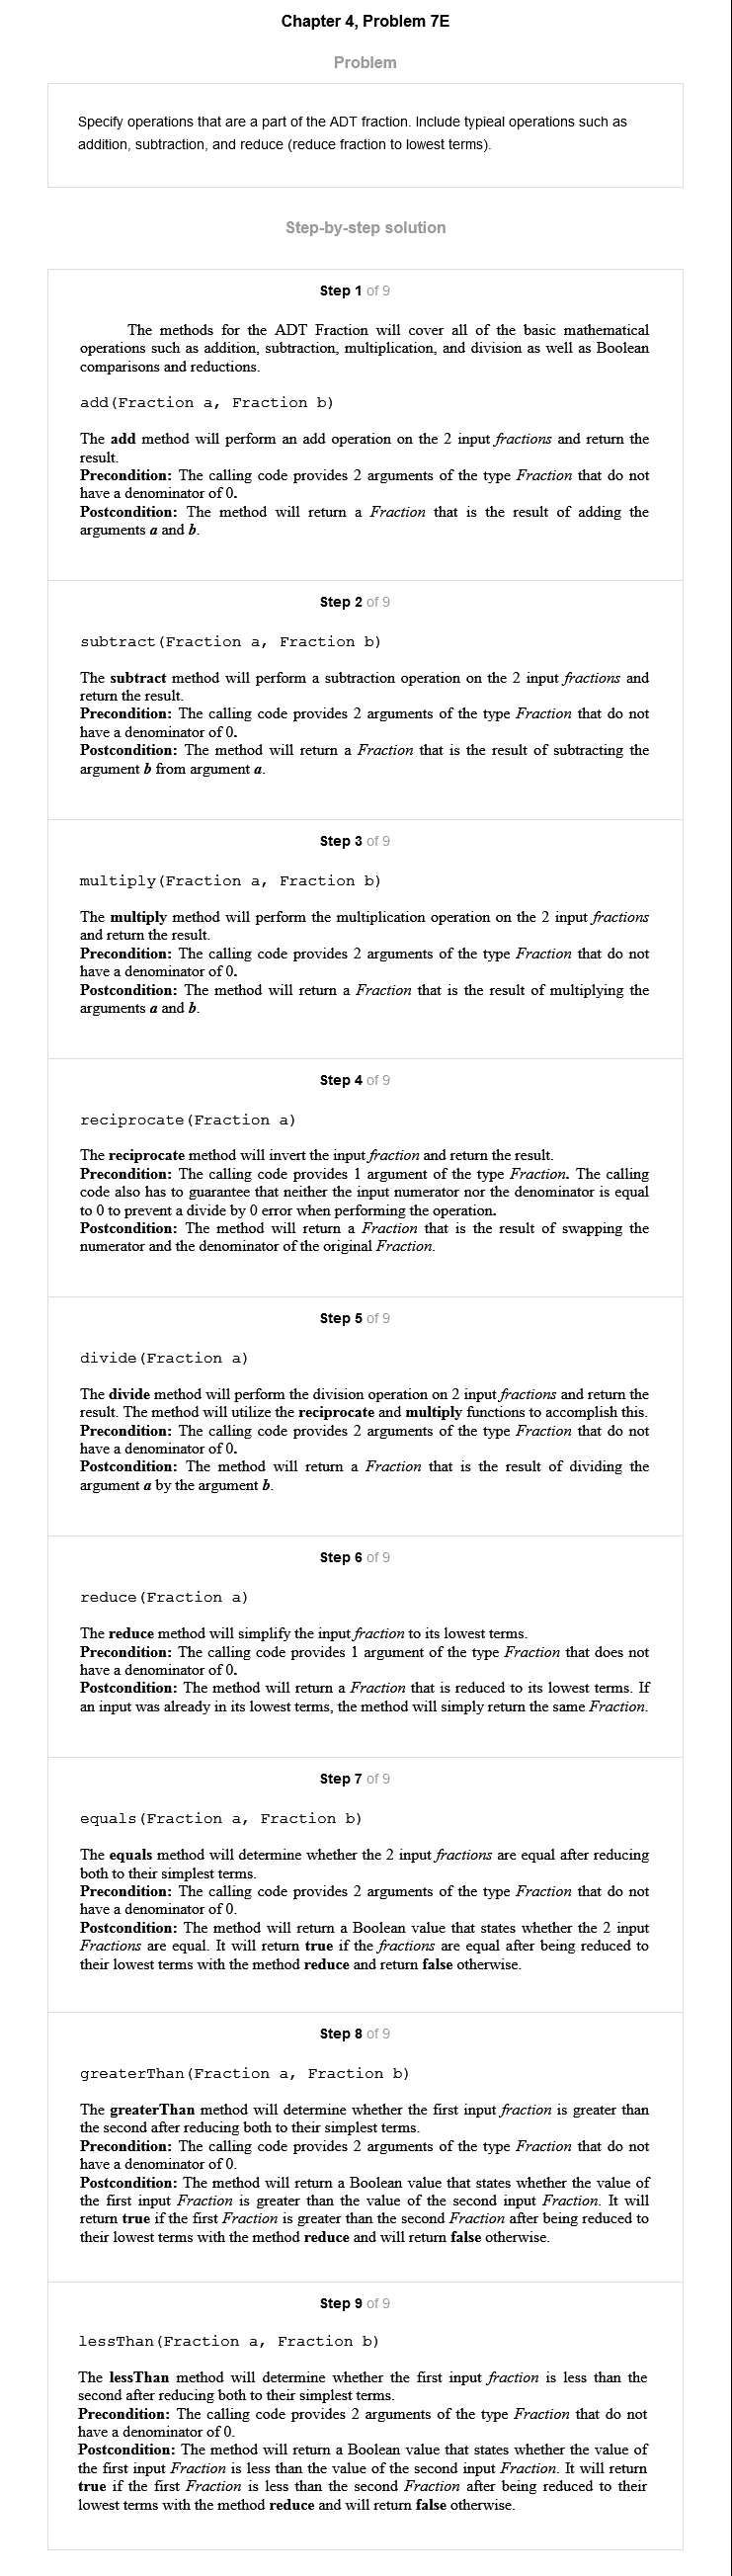 Chapter 4, Problem 7E
Problem
Specify operations that are a part of the ADT fraction. Include typieal operations such as
addition, subtraction, and reduce (reduce fraction to lowest terms).
Step-by-step solution
Step 1 of 9
The methods for the ADT Fraction will cover all of the basic mathematical
operations such as addition, subtraction, multiplication, and division as well as Boolean
comparisons and reductions.
add(Fraction a, Fraction b)
The add method will perform an add operation on the 2 input fractions and return the
result.
Precondition: The calling code provides 2 arguments of the type Fraction that do not
have a denominator of 0.
Postcondition: The method will return a Fraction that is the result of adding the
arguments a and b.
Step 2 of 9
subtract(Fraction a, Fraction b)
The subtract method will perform a subtraction operation on the 2 input fractions and
return the result.
Precondition: The calling code provides 2 arguments of the type Fraction that do not
have a denominator of 0.
Postcondition: The method will return a Fraction that is the result of subtracting the
argument b from argument a.
Step 3 of 9
multiply(Fraction a, Fraction b)
The multiply method will perform the multiplication operation on the 2 input fractions
and return the result.
Precondition: The calling code provides 2 arguments of the type Fraction that do not
have a denominator of 0.
Postcondition: The method will return a Fraction that is the result of multiplying the
arguments a and b.
Step 4 of 9
reciprocate(Fraction a)
The reciprocate method will invert the input fraction and return the result.
Precondition: The calling code provides 1 argument of the type Fraction. The calling
code also has to guarantee that neither the input numerator nor the denominator is equal
to 0 to prevent a divide by 0 error when performing the operation.
Postcondition: The method will return a Fraction that is the result of swapping the
numerator and the denominator of the original Fraction.
Step 5 of 9
divide(Fraction a)
The divide method will perform the division operation on 2 input fractions and return the
result. The method will utilize the reciprocate and multiply functions to accomplish this.
Precondition: The calling code provides 2 arguments of the type Fraction that do not
have a denominator of 0.
Postcondition: The method will return a Fraction that is the result of dividing the
argument a by the argument b.
Step 6 of 9
reduce(Fraction a)
The reduce method will simplify the input fraction to its lowest terms.
Precondition: The calling code provides 1 argument of the type Fraction that does not
have a denominator of 0.
Postcondition: The method will return a Fraction that is reduced to its lowest terms. If
an input was already in its lowest terms, the method will simply return the same Fraction.
Step 7 of 9
equals(Fraction a, Fraction b)
The equals method will determine whether the 2 input fractions are equal after reducing
both to their simplest terms.
Precondition: The calling code provides 2 arguments of the type Fraction that do not
have a denominator of 0.
Postcondition: The method will return a Boolean value that states whether the 2 input
Fractions are equal. It will return true if the fractions are equal after being reduced to
their lowest terms with the method reduce and return false otherwise.
Step 8 of 9
greaterThan(Fraction a, Fraction b)
The greaterThan method will determine whether the first input fraction is greater than
the second after reducing both to their simplest terms.
Precondition: The calling code provides 2 arguments of the type Fraction that do not
have a denominator of 0.
Postcondition: The method will return a Boolean value that states whether the value of
the first input Fraction is greater than the value of the second input Fraction. It will
return true if the first Fraction is greater than the second Fraction after being reduced to
their lowest terms with the method reduce and will return false otherwise.
Step 9 of 9
lessThan(Fraction a, Fraction b)
The lessThan method will determine whether the first input fraction is less than the
second after reducing both to their simplest terms.
Precondition: The calling code provides 2 arguments of the type Fraction that do not
have a denominator of 0.
Postcondition: The method will return a Boolean value that states whether the value of
the first input Fraction is less than the value of the second input Fraction. It will return
true if the first Fraction is less than the second Fraction after being reduced to their
lowest terms with the method reduce and will return false otherwise.